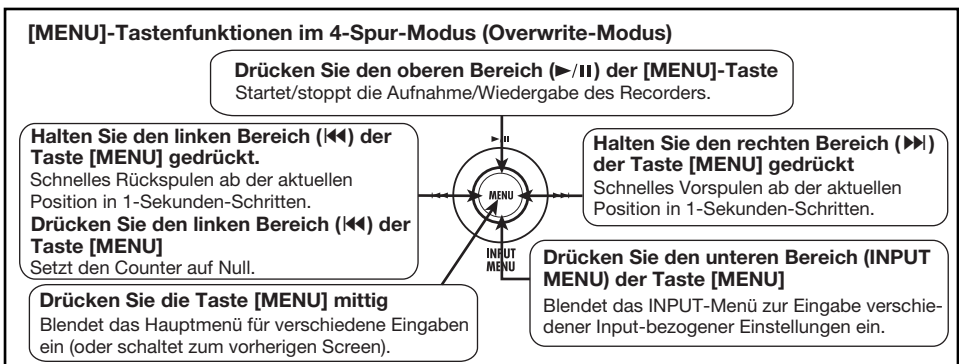 [MENU]-Tastenfunktionen im 4-Spur-Modus (Overwrite-Modus)
Drücken Sie den oberen Bereich (►/II) der [MENU]-Taste
Startet/stoppt die Aufnahme/Wiedergabe des Recorders.
Halten Sie den linken Bereich (I◄◄) der
Taste [MENU] gedrückt.
Schnelles Rückspulen ab der aktuellen
Position in 1-Sekunden-Schritten.
Drücken Sie den linken Bereich (I◄◄) der
Taste [MENU]
Setzt den Counter auf Null.
►/II
I◄◄
MENU
►►I
INPUT
MENU
Halten Sie den rechten Bereich (►►I)
der Taste [MENU] gedrückt
Schnelles Vorspulen ab der aktuellen
Position in 1-Sekunden-Schritten.
Drücken Sie die Taste [MENU] mittig
Blendet das Hauptmenü für verschiedene Eingaben
ein (oder schaltet zum vorherigen Screen).
Drücken Sie den unteren Bereich (INPUT
MENU) der Taste [MENU]
Blendet das INPUT-Menü zur Eingabe verschie-
dener Input-bezogener Einstellungen ein.